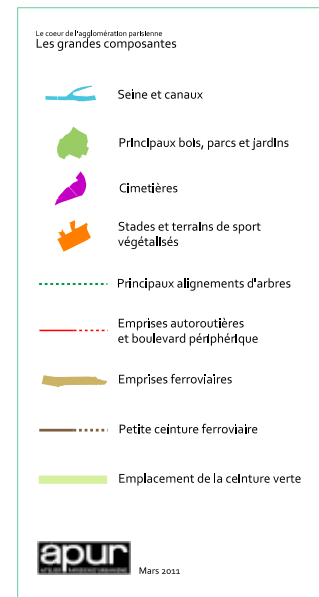 Le coeur de l'agglomération parisienne
Les grandes composantes
Seine et canaux
Principaux bois, parcs et jardins
Cimetières
Stades et terrains de sport
végétalisés
Principaux alignements d'arbres
Emprises autoroutières
et boulevard périphérique
Emprises ferroviaires
Petite ceinture ferroviaire
Emplacement de la ceinture verte
apur
Mars 2011